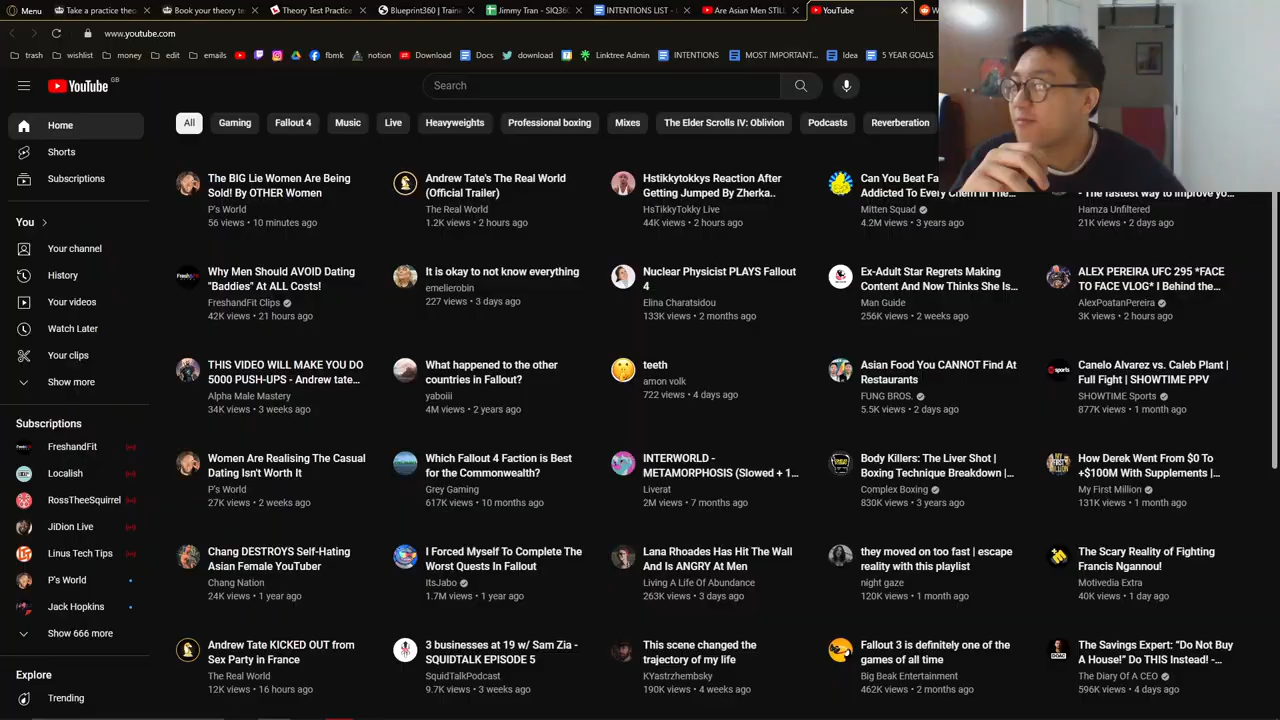 Menu
Take a practice theo
Book your theory te
Theory Test Practice
Blueprint360 | Traine
Jimmy Tran - SIQ360
INTENTIONS LIST - G
Are Asian Men STILL
YouTube
www.youtube.com
trash
wishlist
money
edit
emails
fbmk
notion
Download
Docs
download
Linktree Admin
INTENTIONS
MOST IMPORTANT...
Idea
5 YEAR GOALS
YouTube GB
Search
All
Gaming
Fallout 4
Music
Live
Heavyweights
Professional boxing
Mixes
The Elder Scrolls IV: Oblivion
Podcasts
Reverberation
Home
Shorts
Subscriptions
You
Your channel
History
Your videos
Watch Later
Your clips
Show more
Subscriptions
FreshandFit
Localish
RossTheeSquirrel
JiDion Live
Linus Tech Tips
P's World
Jack Hopkins
Show 666 more
Explore
Trending
The BIG Lie Women Are Being
Sold! By OTHER Women
P's World
56 views • 10 minutes ago
Andrew Tate's The Real World
(Official Trailer)
The Real World
1.2K views • 2 hours ago
Hstikkytokkys Reaction After
Getting Jumped By Zherka..
HsTikkyTokky Live
44K views • 2 hours ago
Can You Beat Fa
Addicted To Every Chem In The...
Mitten Squad
4.2M views • 3 years ago
- The fastest way to improve yo...
Hamza Unfiltered
21K views • 2 days ago
Why Men Should AVOID Dating
"Baddies" At ALL Costs!
FreshandFit Clips
42K views • 21 hours ago
It is okay to not know everything
emelierobin
227 views • 3 days ago
Nuclear Physicist PLAYS Fallout
4
Elina Charatsidou
133K views • 2 months ago
Ex-Adult Star Regrets Making
Content And Now Thinks She Is...
Man Guide
256K views • 2 weeks ago
ALEX PEREIRA UFC 295 *FACE
TO FACE VLOG* I Behind the...
AlexPoatanPereira
3K views • 2 hours ago
THIS VIDEO WILL MAKE YOU DO
5000 PUSH-UPS - Andrew tate...
Alpha Male Mastery
34K views • 3 weeks ago
What happened to the other
countries in Fallout?
yaboiii
4M views • 2 years ago
teeth
amon volk
722 views • 4 days ago
Asian Food You CANNOT Find At
Restaurants
FUNG BROS.
5.5K views • 2 days ago
Canelo Alvarez vs. Caleb Plant |
Full Fight | SHOWTIME PPV
SHOWTIME Sports
877K views • 1 month ago
Women Are Realising The Casual
Dating Isn't Worth It
P's World
27K views • 2 weeks ago
Which Fallout 4 Faction is Best
for the Commonwealth?
Grey Gaming
617K views • 10 months ago
INTERWORLD -
METAMORPHOSIS (Slowed + 1...
Liverat
2M views • 7 months ago
Body Killers: The Liver Shot |
Boxing Technique Breakdown |...
Complex Boxing
830K views • 3 years ago
How Derek Went From $0 To
+$100M With Supplements |...
My First Million
131K views • 1 month ago
Chang DESTROYS Self-Hating
Asian Female YouTuber
Chang Nation
24K views • 1 year ago
I Forced Myself To Complete The
Worst Quests In Fallout
ItsJabo
1.7M views • 1 year ago
Lana Rhoades Has Hit The Wall
And Is ANGRY At Men
Living A Life Of Abundance
263K views • 3 days ago
they moved on too fast | escape
reality with this playlist
night gaze
120K views • 1 month ago
The Scary Reality of Fighting
Francis Ngannou!
Motivedia Extra
40K views • 1 day ago
Andrew Tate KICKED OUT from
Sex Party in France
The Real World
12K views • 16 hours ago
3 businesses at 19 w/ Sam Zia -
SQUIDTALK EPISODE 5
SquidTalkPodcast
9.7K views • 3 weeks ago
This scene changed the
trajectory of my life
KYastrzhembsky
190K views • 4 weeks ago
Fallout 3 is definitely one of the
games of all time
Big Beak Entertainment
462K views • 2 months ago
The Savings Expert: “Do Not Buy
A House!” Do THIS Instead! -...
The Diary Of A CEO
596K views • 4 days ago